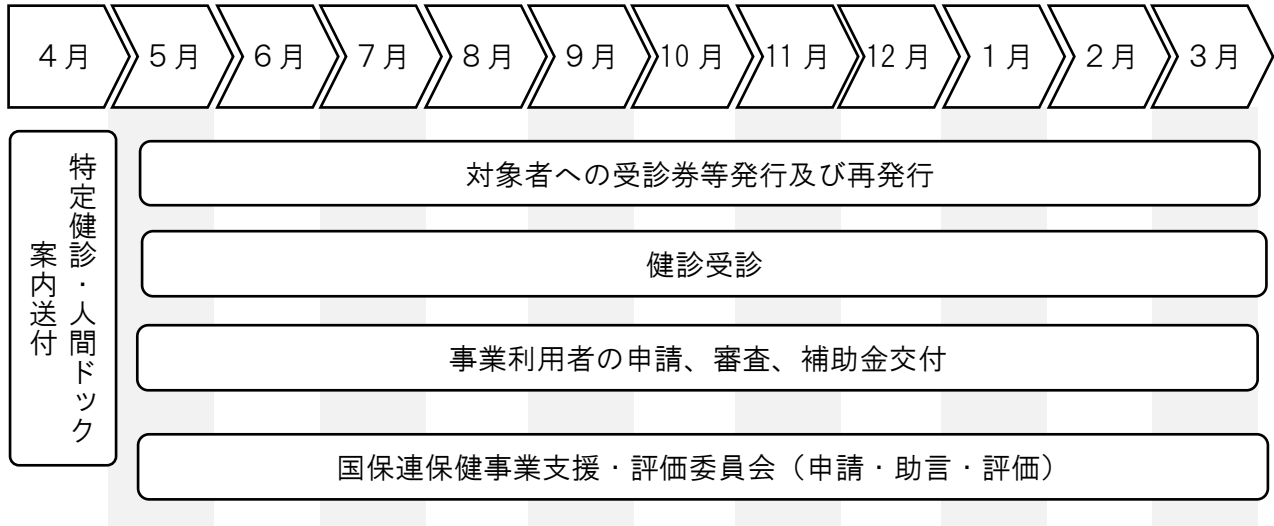 ４月 ５月 ６月 ７月 ８月 ９月 10月 11月 12月 １月 ２月 ３月
特定健診・人間ドック
案内送付
対象者への受診券等発行及び再発行
健診受診
事業利用者の申請、審査、補助金交付
国保連保健事業支援・評価委員会（申請・助言・評価）